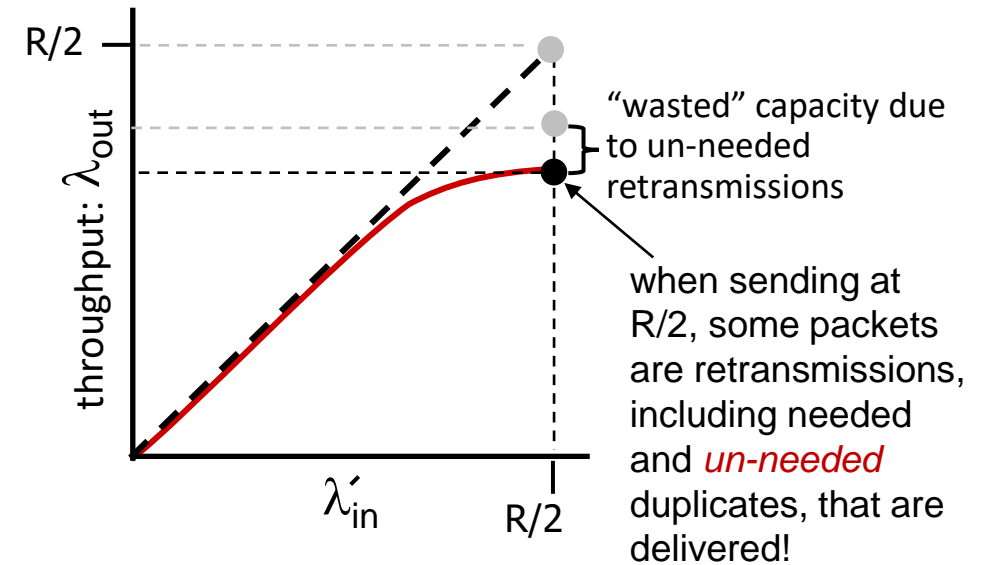 R/2
throughput: λout
“wasted” capacity due
to un-needed
retransmissions
when sending at
R/2, some packets
are retransmissions,
including needed
and un-needed
duplicates, that are
delivered!
λ′in
R/2